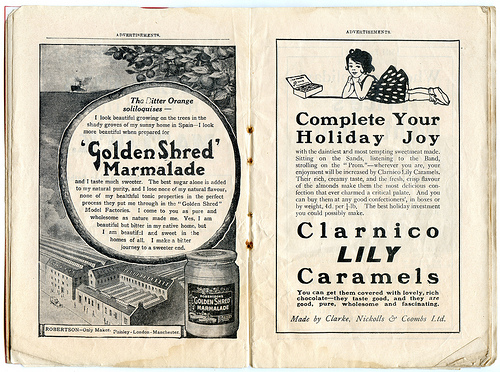 ADVERTISEMENTS.
The Bitter Orange
soliloquises —
I look beautiful growing on the trees in the
shady groves of my sunny home in Spain—I look
more beautiful when prepared for
'Golden Shred'
Marmalade
and I taste much sweeter. The best sugar alone is added
to my natural purity, and I lose none of my natural flavour,
none of my healthful tonic properties in the perfect
process they put me through in the "Golden Shred"
Model Factories. I come to you as pure and
wholesome as nature made me. Yes, I am
beautiful but bitter in my native home, but
I am beautiful and sweet in the
homes of all. I make a bitter
journey to a sweeter end.
GOLDEN SHRED
MARMALADE
ROBERTSON—Only Maker. Paisley-London-Manchester.
ADVERTISEMENTS.
Complete Your
Holiday Joy
with the daintiest and most tempting sweetmeat made.
Sitting on the Sands, listening to the Band,
strolling on the "Prom."—wherever you are, your
enjoyment will be increased by Clarnico Lily Caramels.
Their rich, creamy taste, and the fresh, crisp flavour
of the almonds make them the most delicious con-
fection that ever charmed a critical palate. And you
can buy them at any good confectioners', in boxes or
by weight, 6d. per ½-lb. The best holiday investment
you could possibly make.
Clarnico
LILY
Caramels
You can get them covered with lovely, rich
chocolate—they taste good, and they are
good, pure, wholesome and fascinating.
Made by Clarke, Nickolls & Coombs Ltd.